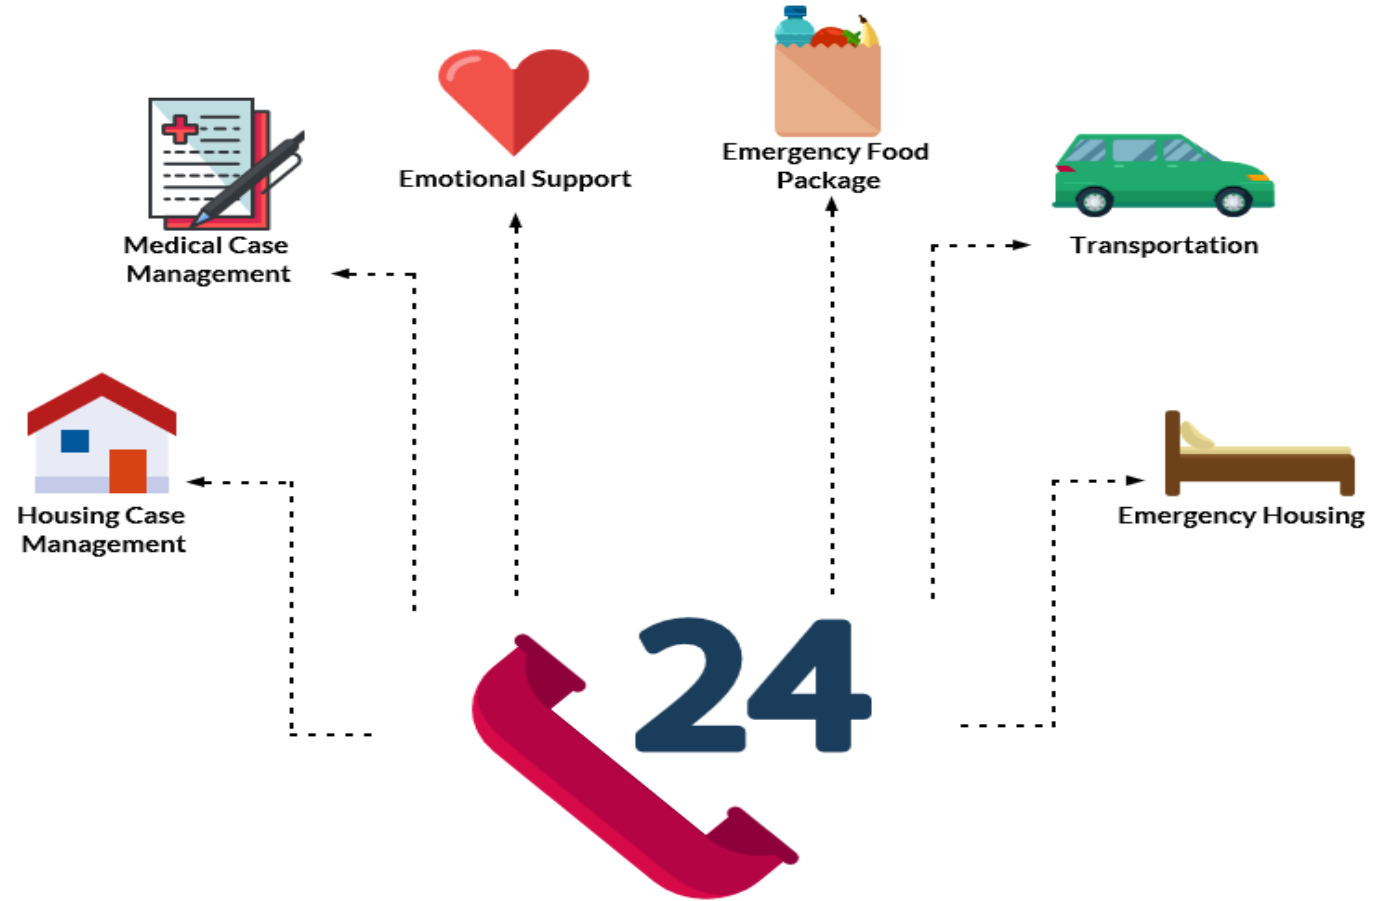 Emergency Food
Package
Emotional Support
Medical Case
Management
Transportation
Housing Case
Management
Emergency Housing
24